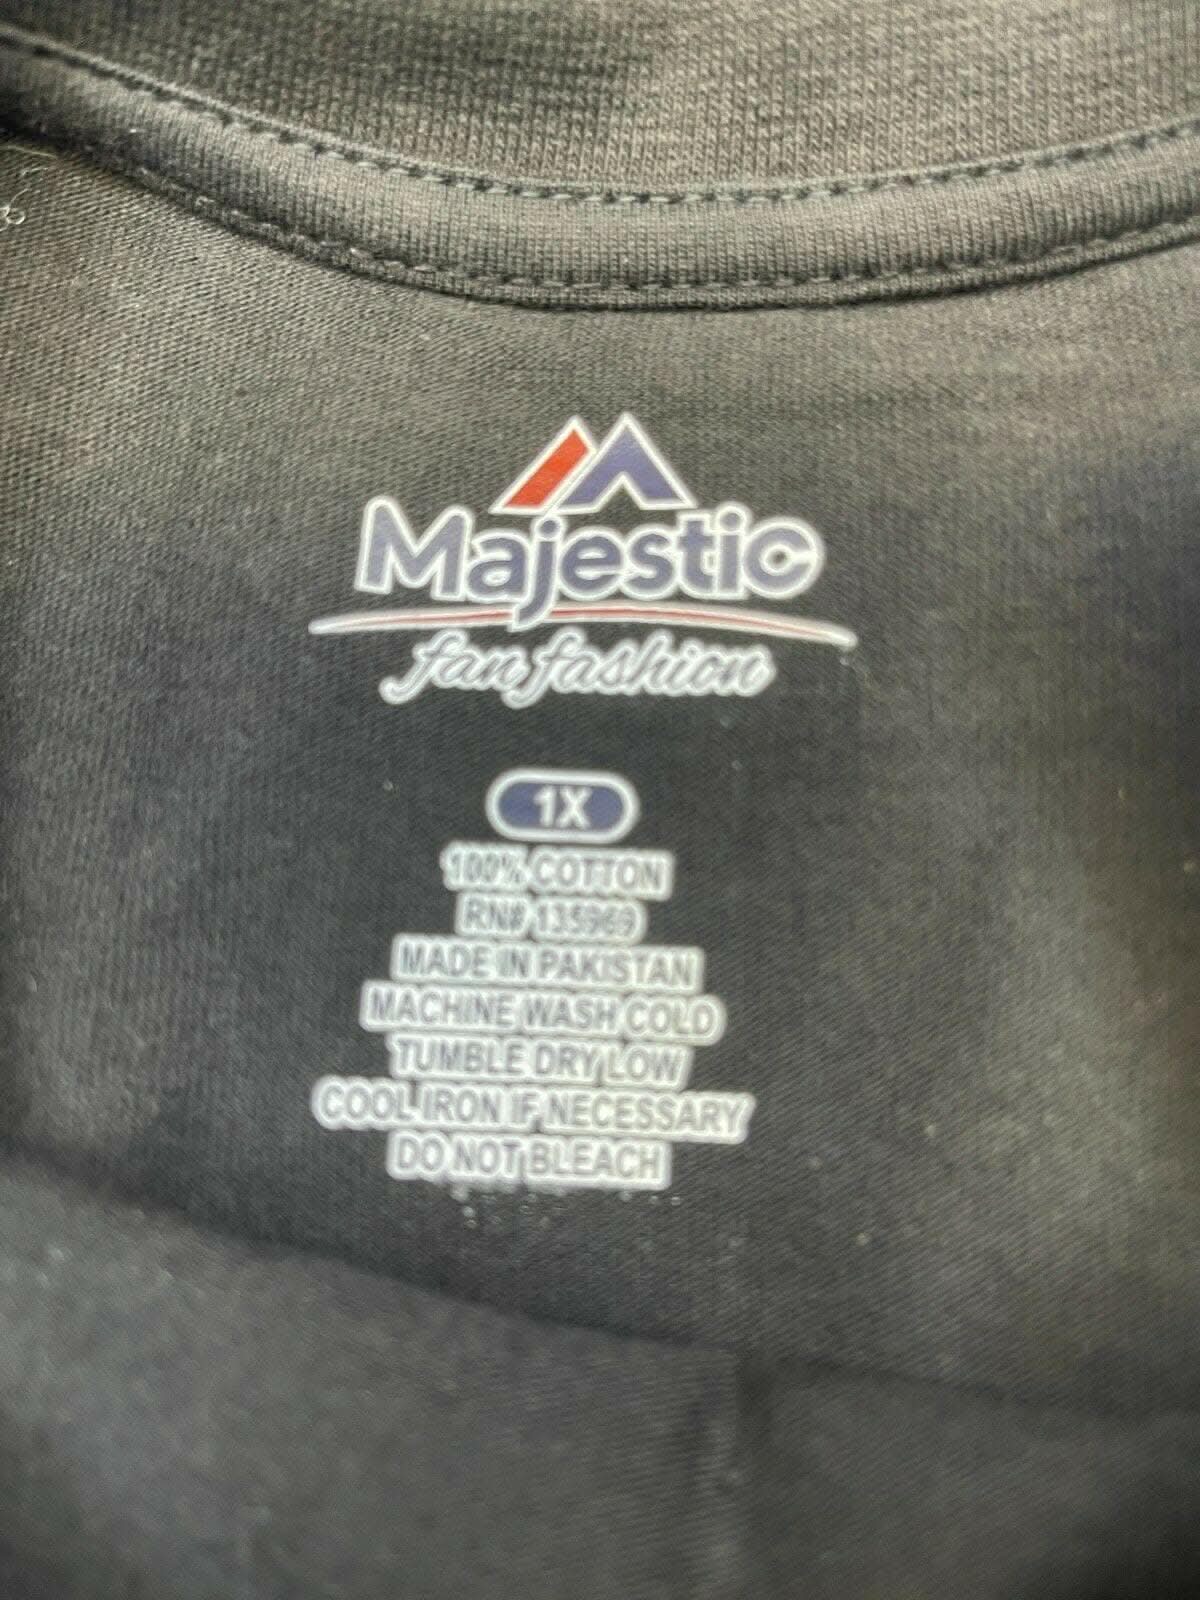 Majestic
fan fashion
1X
100% COTTON
RN# 135969
MADE IN PAKISTAN
MACHINE WASH COLD
TUMBLE DRY LOW
COOL IRON IF NECESSARY
DO NOT BLEACH